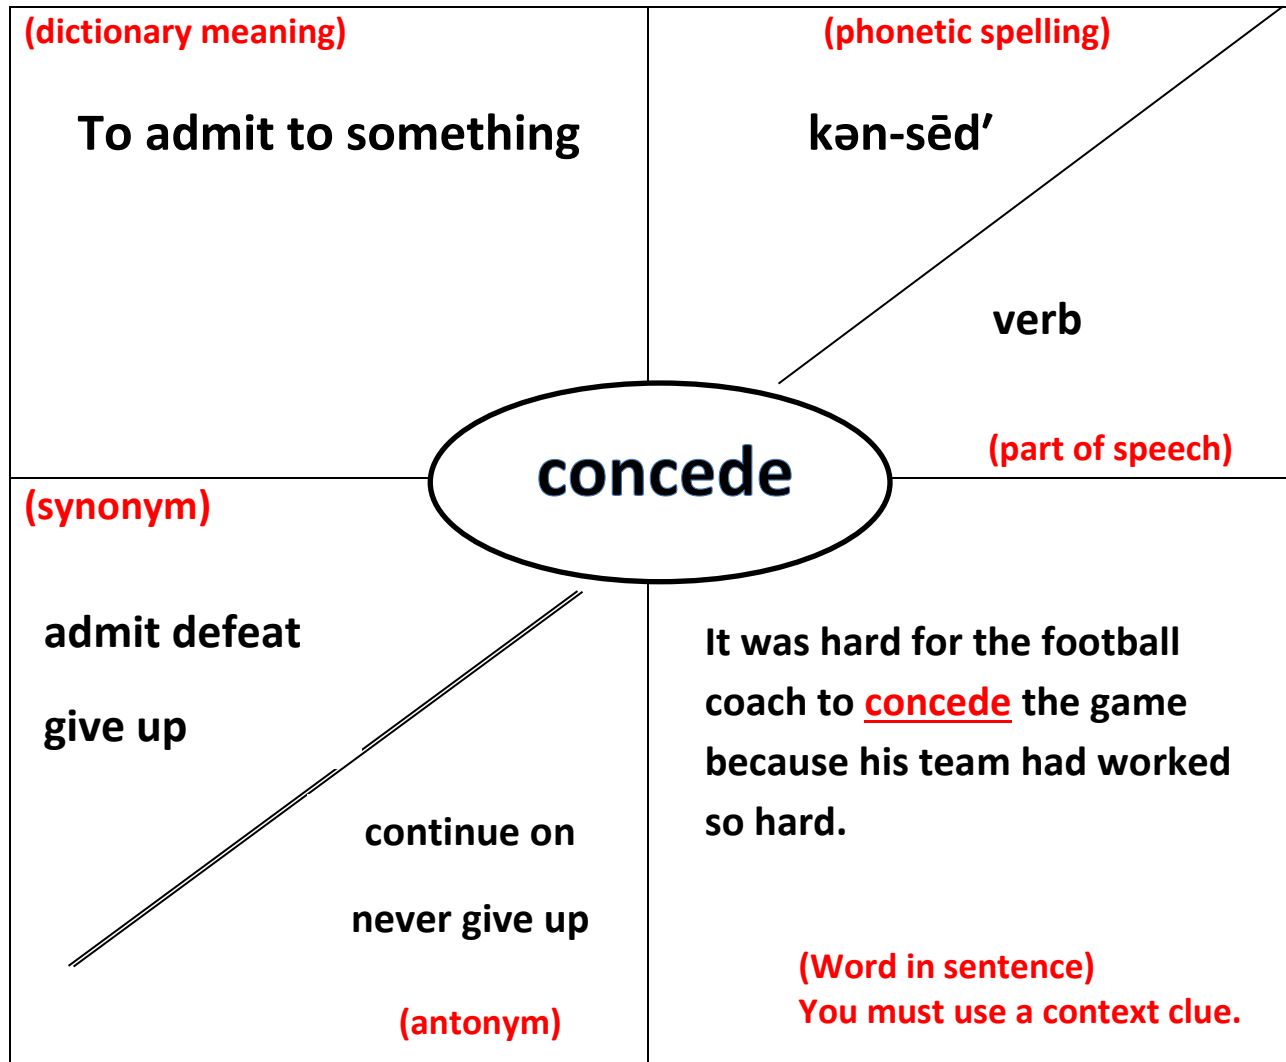 (dictionary meaning)
To admit to something
(phonetic spelling)
kən-sēd′
verb
(part of speech)
concede
(synonym)
admit defeat
give up
continue on
never give up
(antonym)
It was hard for the football
coach to concede the game
because his team had worked
so hard.
(Word in sentence)
You must use a context clue.